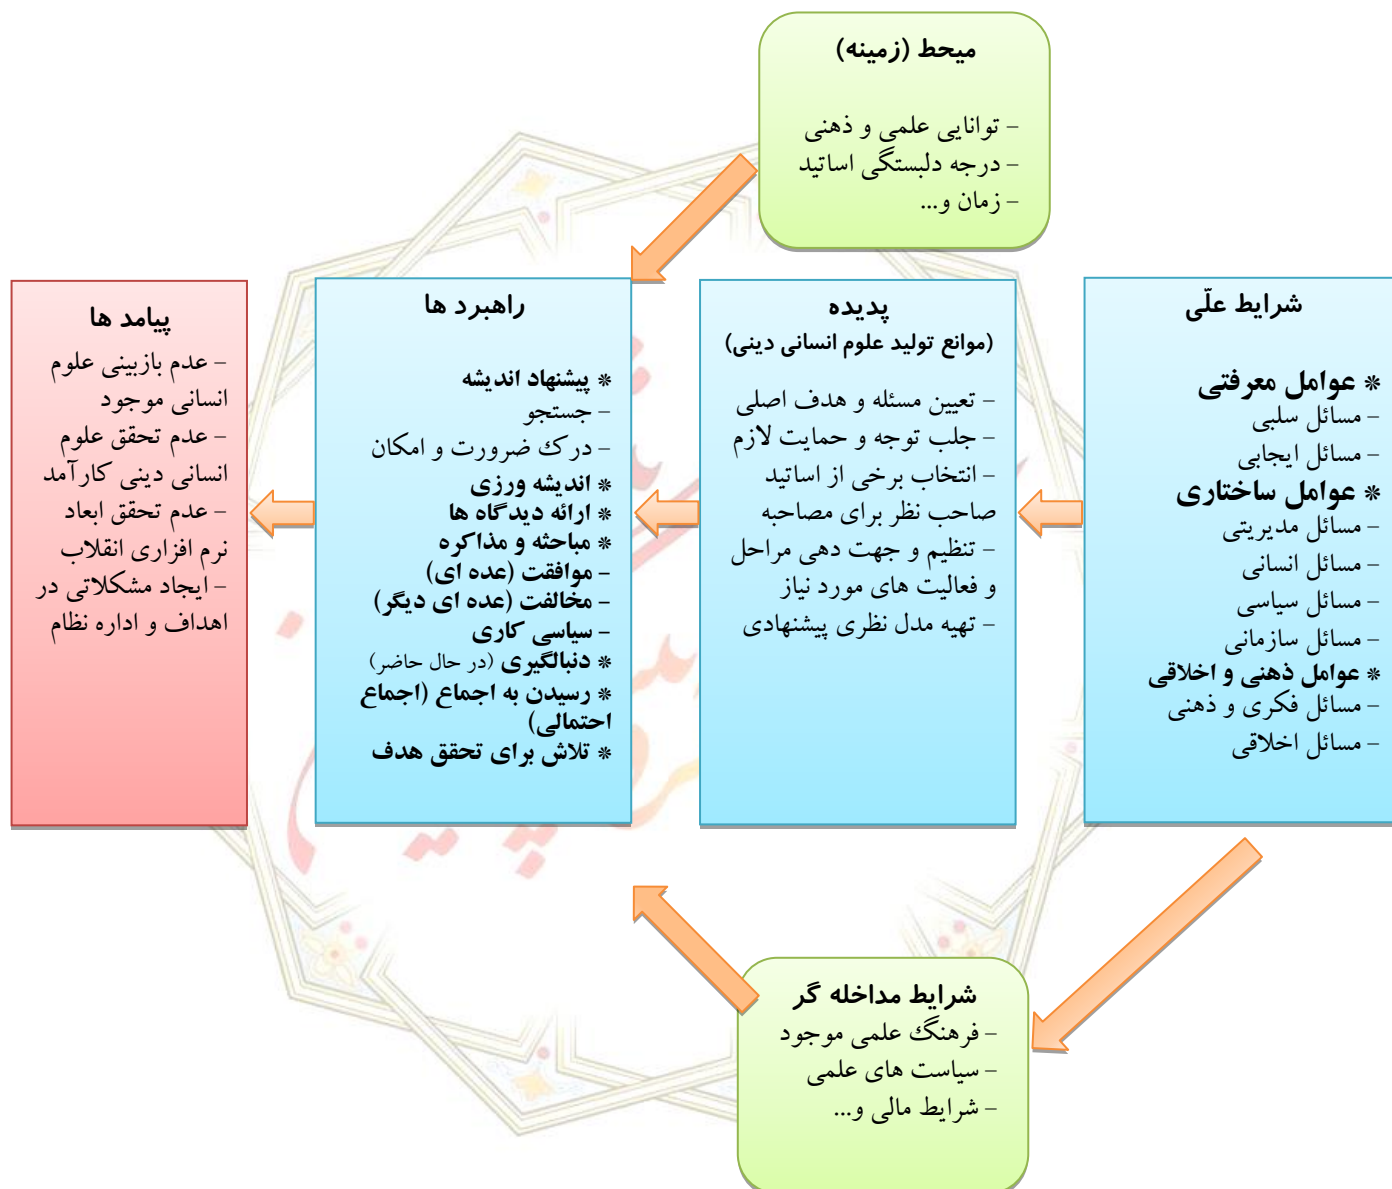 میحط (زمینه)
- توانایی علمی و ذهنی
- درجه دلبستگی اساتید
- زمان و...
شرایط علّی
* عوامل معرفتی
- مسائل سلبی
- مسائل ایجابی
* عوامل ساختاری
- مسائل مدیریتی
- مسائل انسانی
- مسائل سیاسی
- مسائل سازمانی
* عوامل ذهنی و اخلاقی
- مسائل فکری و ذهنی
- مسائل اخلاقی
پدیده
(موانع تولید علوم انسانی دینی)
- تعیین مسئله و هدف اصلی
- جلب توجه و حمایت لازم
- انتخاب برخی از اساتید
صاحب نظر برای مصاحبه
- تنظیم و جهت دهی مراحل
و فعالیت های مورد نیاز
- تهیه مدل نظری پیشنهادی
راهبرد ها
* پیشنهاد اندیشه
- جستجو
- درک ضرورت و امکان
* اندیشه ورزی
* ارائه دیدگاه ها
* مباحثه و مذاکره
- موافقت (عده ای)
- مخالفت (عده ای دیگر)
- سیاسی کاری
* دنبالگیری (در حال حاضر)
* رسیدن به اجماع (اجماع
احتمالی)
* تلاش برای تحقق هدف
پیامد ها
- عدم بازبینی علوم
انسانی موجود
- عدم تحقق علوم
انسانی دینی کارآمد
- عدم تحقق ابعاد
نرم افزاری انقلاب
- ایجاد مشکلاتی در
اهداف و اداره نظام
شرایط مداخله گر
- فرهنگ علمی موجود
- سیاست های علمی
- شرایط مالی و...